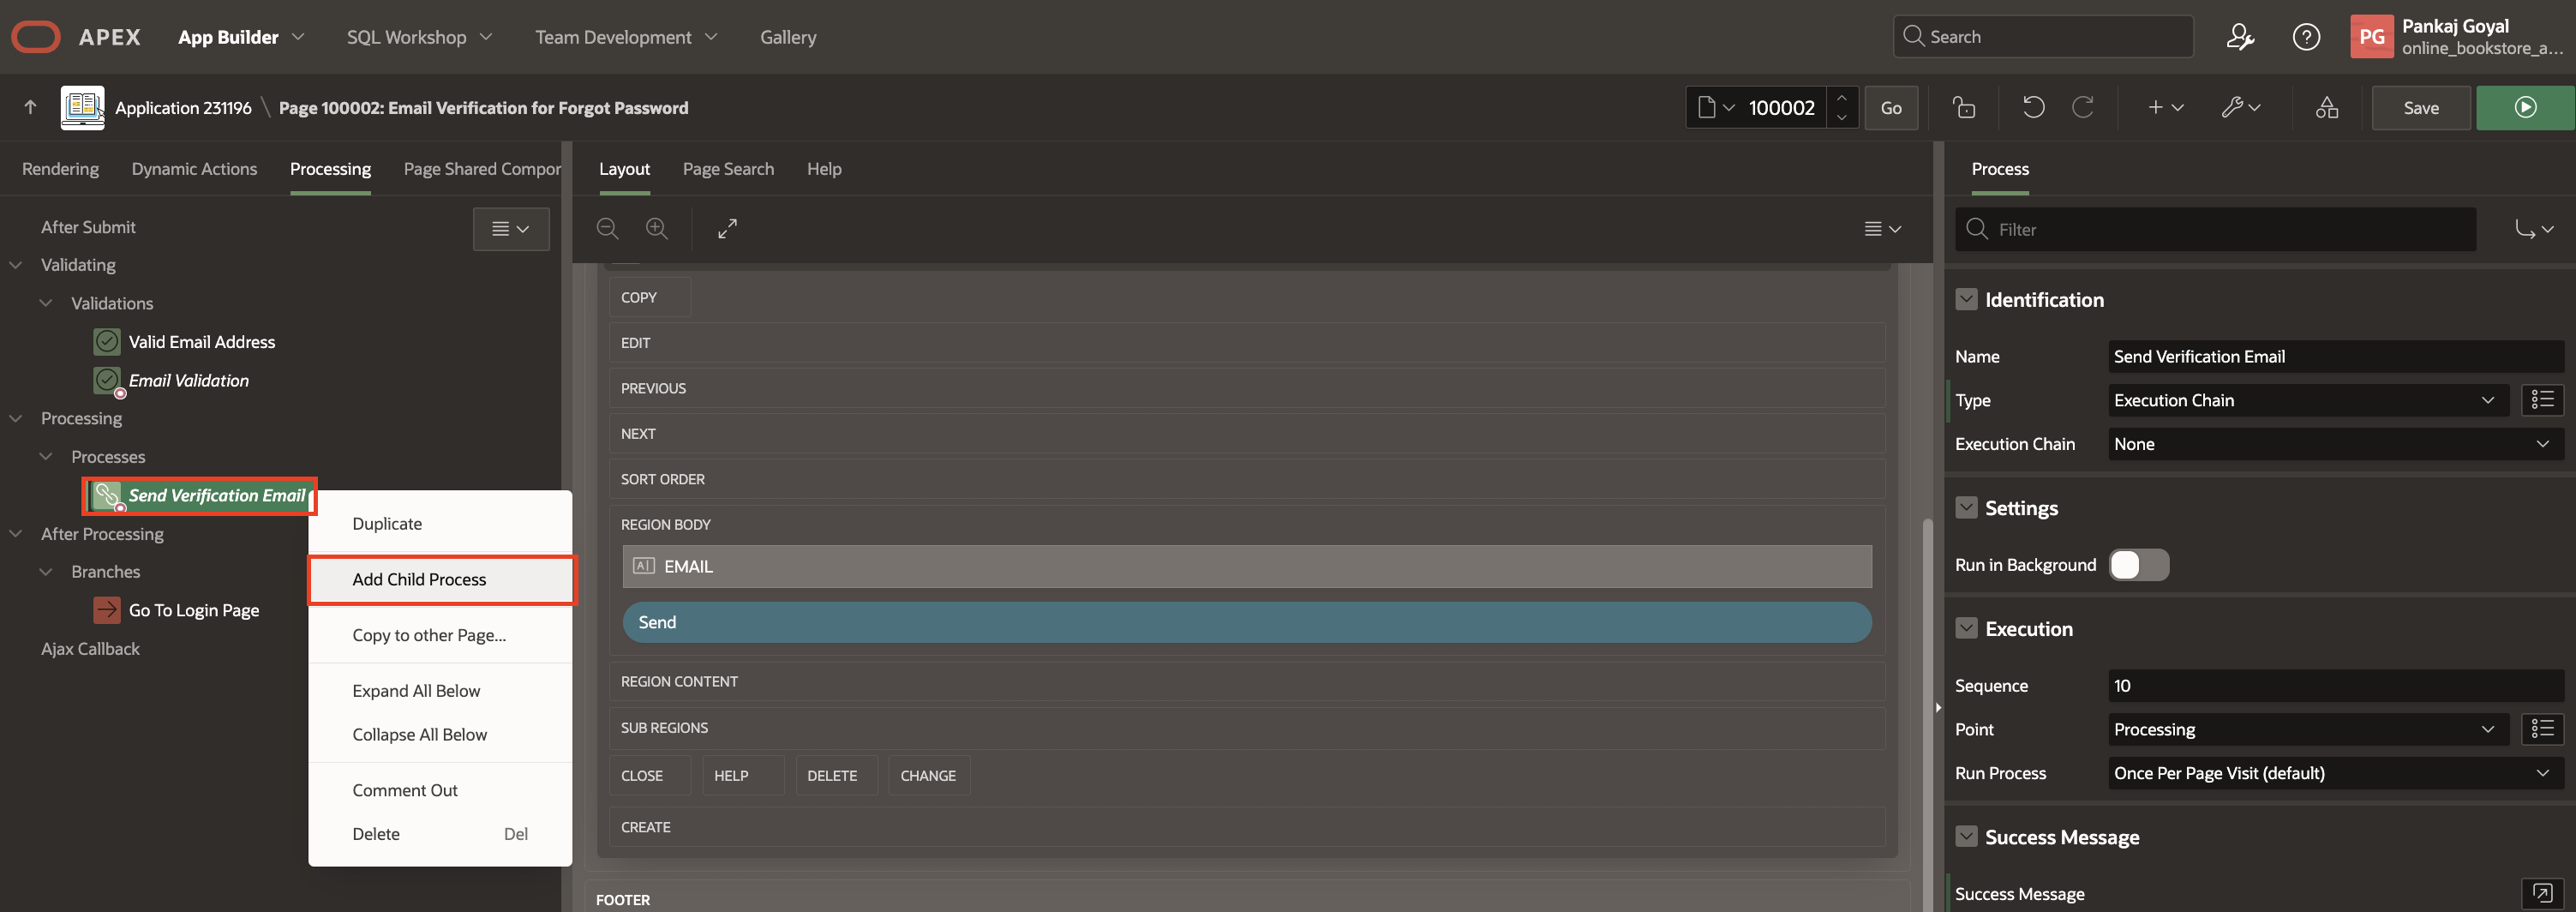 APEX App Builder SQL Workshop Team Development Gallery Search PG Pankaj Goyal
online_bookstore_a...
Application 231196 \ Page 100002: Email Verification for Forgot Password 100002 Go Save
Rendering Dynamic Actions Processing Page Shared Compor
After Submit
Validating
Validations
Valid Email Address
Email Validation
Processing
Processes
Send Verification Email
After Processing
Branches
Go To Login Page
Ajax Callback
Duplicate
Add Child Process
Copy to other Page...
Expand All Below
Collapse All Below
Comment Out
Delete Del
Layout Page Search Help
COPY
EDIT
PREVIOUS
NEXT
SORT ORDER
REGION BODY
A EMAIL
Send
REGION CONTENT
SUB REGIONS
CLOSE HELP DELETE CHANGE
CREATE
FOOTER
Process
Filter
Identification
Name Send Verification Email
Type Execution Chain
Execution Chain None
Settings
Run in Background
Execution
Sequence 10
Point Processing
Run Process Once Per Page Visit (default)
Success Message
Success Message